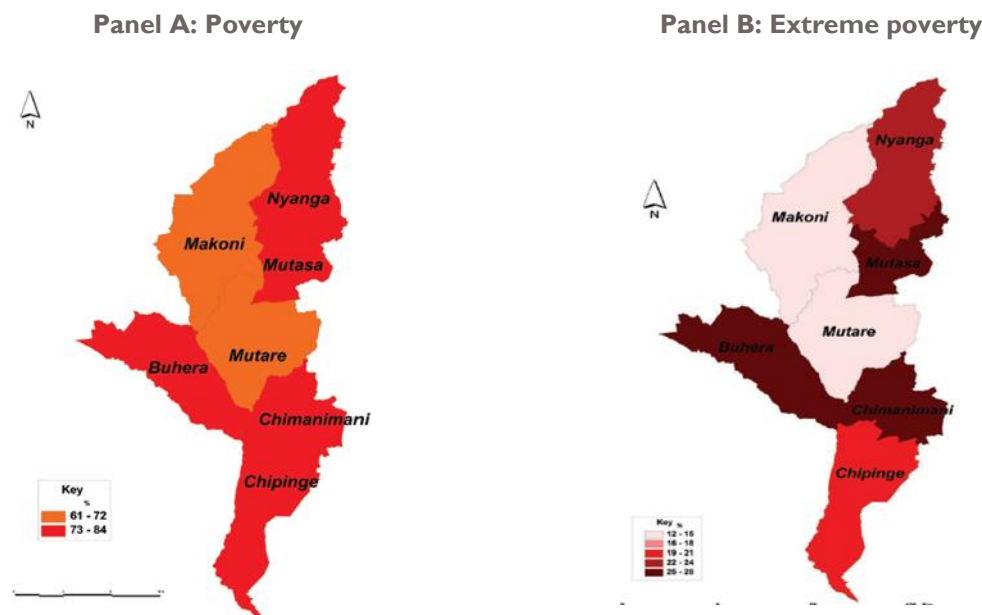 Panel A: Poverty
Panel B: Extreme poverty
N
Nyanga
Makoni
Mutasa
Mutare
Buhera
Chimanimani
Chipinge
Key
%
61 - 72
73 - 84
N
Nyanga
Makoni
Mutasa
Mutare
Buhera
Chimanimani
Chipinge
Key
%
12 - 15
16 - 18
19 - 21
22 - 24
25 - 28